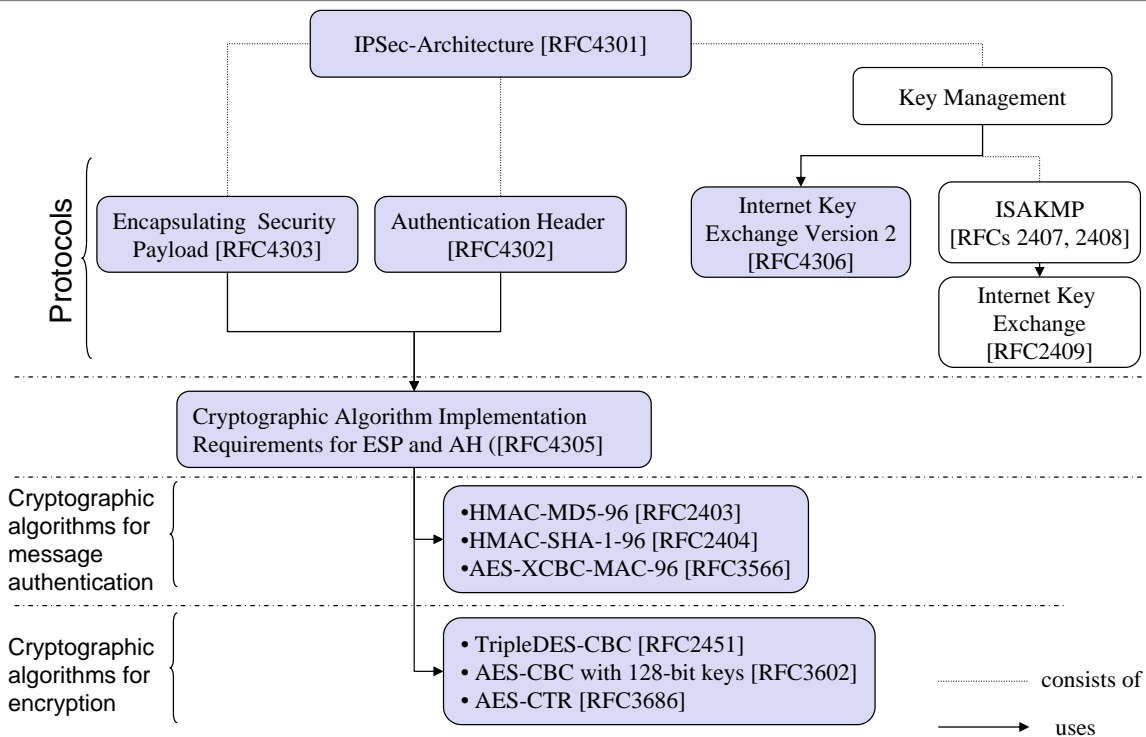 IPSec-Architecture [RFC4301]
Key Management
Protocols
Encapsulating Security
Payload [RFC4303]
Authentication Header
[RFC4302]
Internet Key
Exchange Version 2
[RFC4306]
ISAKMP
[RFCs 2407, 2408]
Internet Key
Exchange
[RFC2409]
Cryptographic Algorithm Implementation
Requirements for ESP and AH ([RFC4305]
Cryptographic
algorithms for
message
authentication
•HMAC-MD5-96 [RFC2403]
•HMAC-SHA-1-96 [RFC2404]
•AES-XCBC-MAC-96 [RFC3566]
Cryptographic
algorithms for
encryption
• TripleDES-CBC [RFC2451]
• AES-CBC with 128-bit keys [RFC3602]
• AES-CTR [RFC3686]
consists of
uses